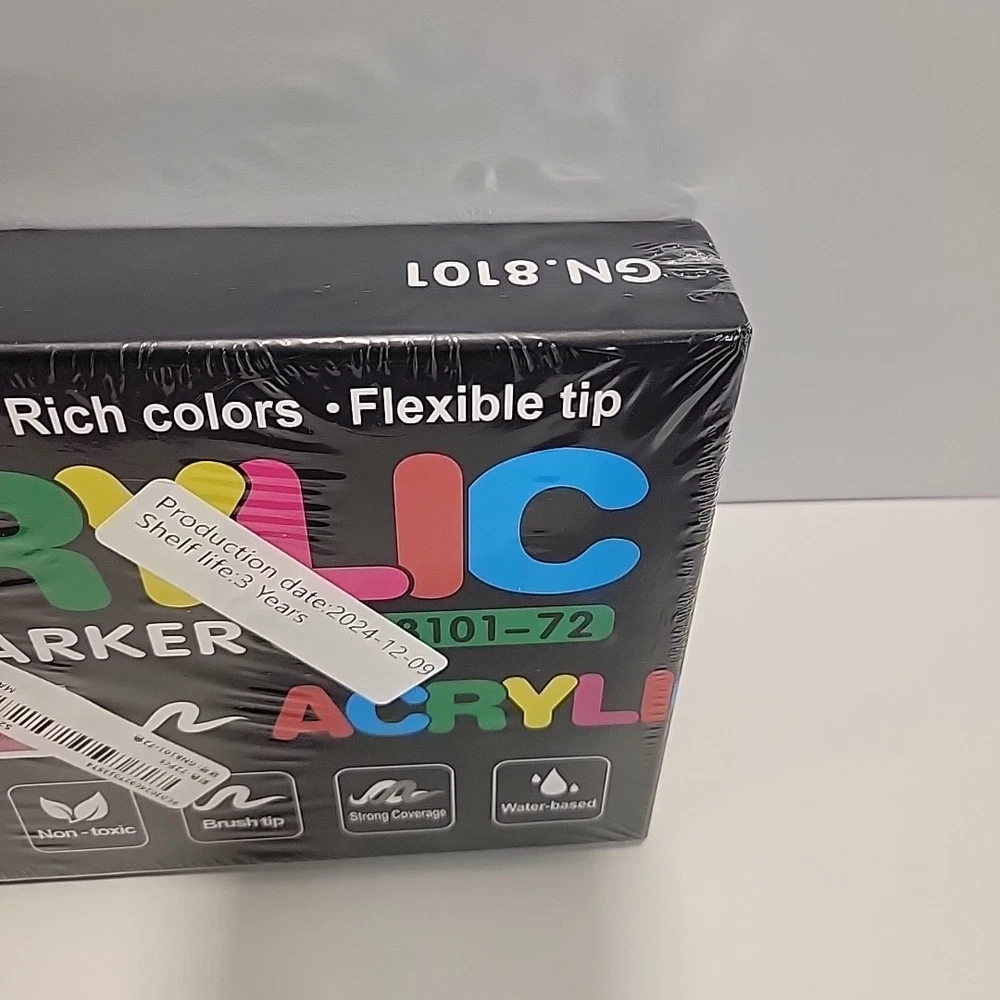 GN.8101
Rich colors · Flexible tip
RYLIC
Production date:2024-12-09
Shelf life:3 Years
8101-72
ARKER
ACRYLI
Non-toxic
Brush tip
Strong Coverage
Water-based